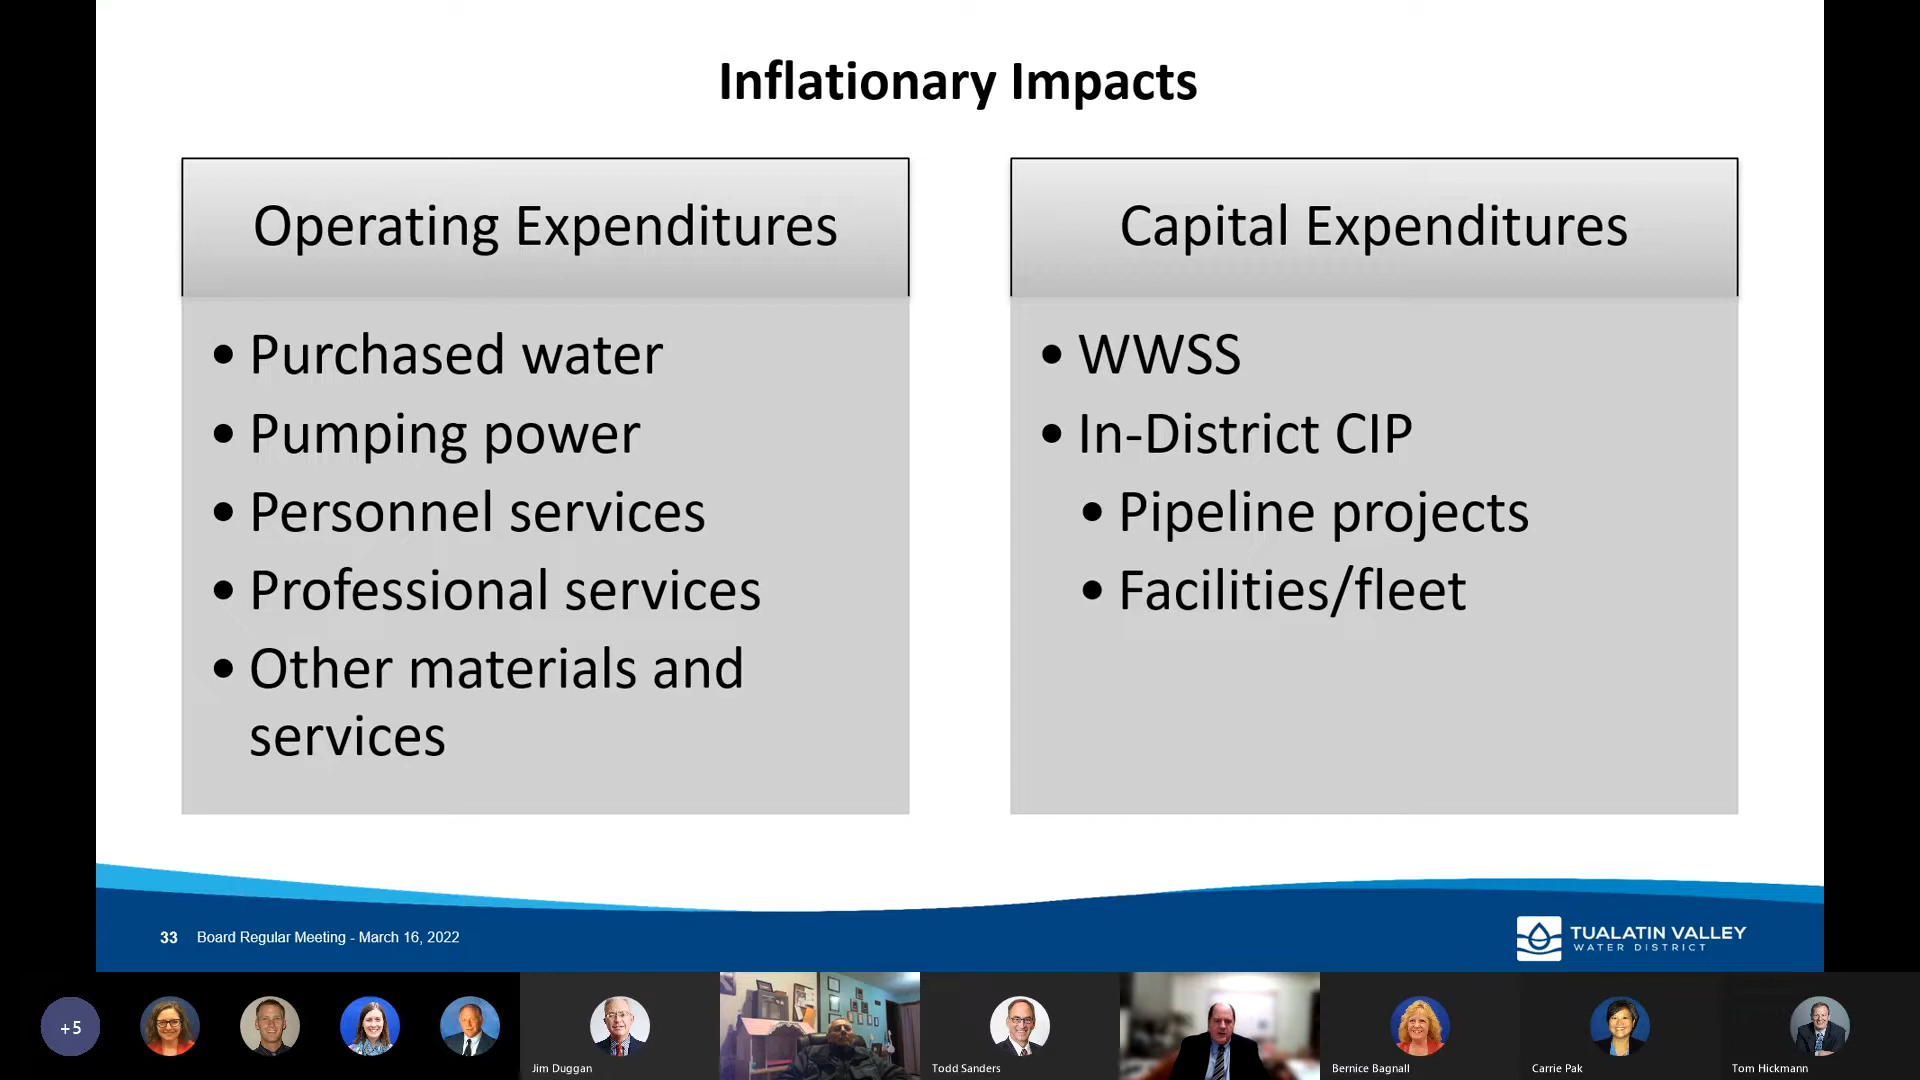 Inflationary Impacts
Operating Expenditures
• Purchased water
• Pumping power
• Personnel services
• Professional services
• Other materials and
services
Capital Expenditures
• WWSS
• In-District CIP
• Pipeline projects
• Facilities/fleet
33 Board Regular Meeting - March 16, 2022
TUALATIN VALLEY
WATER DISTRICT
+5
Jim Duggan
Todd Sanders
Bernice Bagnall
Carrie Pak
Tom Hickmann